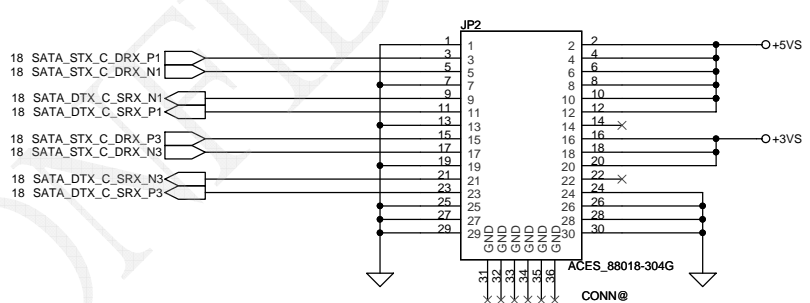 JP2
18 SATA_STX_C_DRX_P1
18 SATA_STX_C_DRX_N1
18 SATA_DTX_C_SRX_N1
18 SATA_DTX_C_SRX_P1
18 SATA_STX_C_DRX_P3
18 SATA_STX_C_DRX_N3
18 SATA_DTX_C_SRX_N3
18 SATA_DTX_C_SRX_P3
1 1 2 2 +5VS
3 3 4 4
5 5 6 6
7 7 8 8
9 9 10 10
11 11 12 12
13 13 14 14
15 15 16 16 +3VS
17 17 18 18
19 19 20 20
21 21 22 22
23 23 24 24
25 25 26 26
27 27 28 28
29 29 30 30
GND GND GND GND GND GND
31 32 33 34 35 36
ACES_88018-304G
CONN@